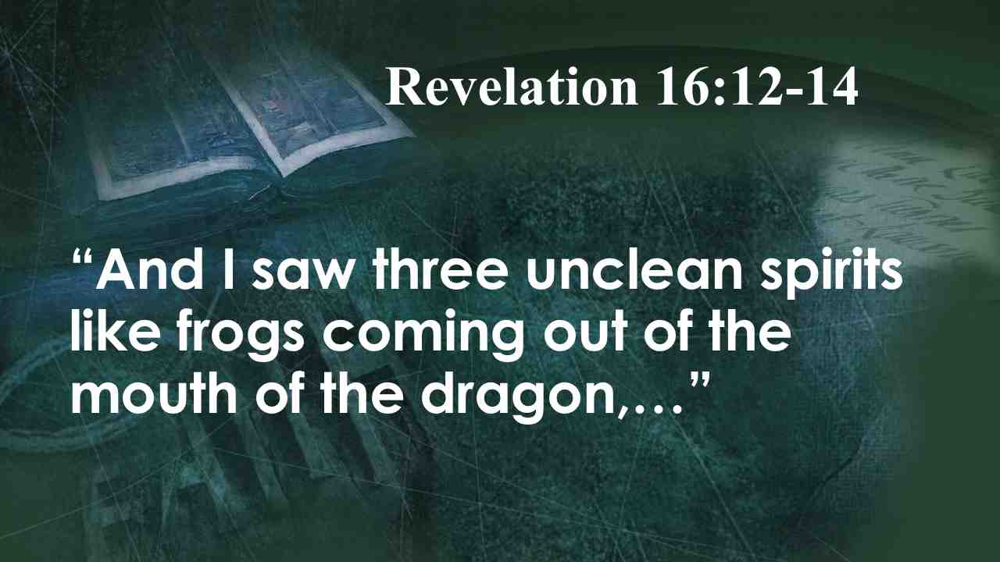 Revelation 16:12-14
“And I saw three unclean spirits
like frogs coming out of the
mouth of the dragon,…”